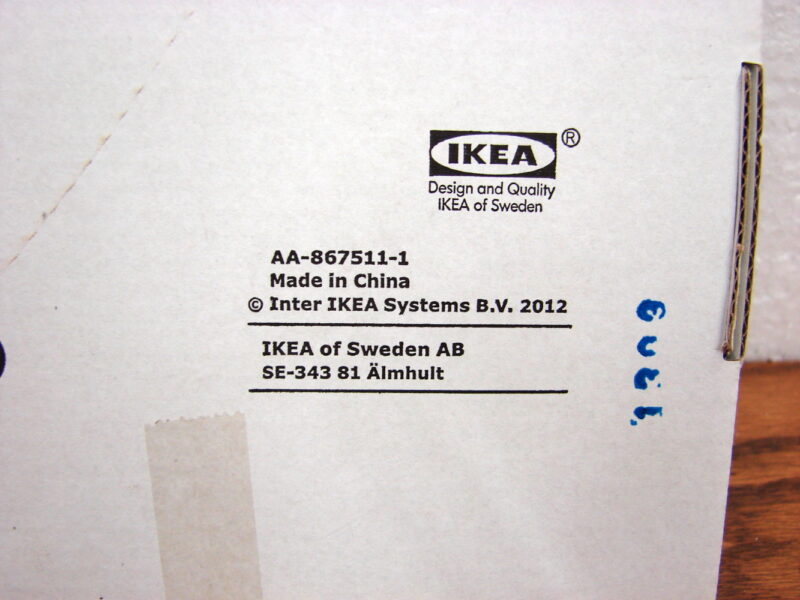 IKEA®
Design and Quality
IKEA of Sweden
AA-867511-1
Made in China
© Inter IKEA Systems B.V. 2012
IKEA of Sweden AB
SE-343 81 Älmhult